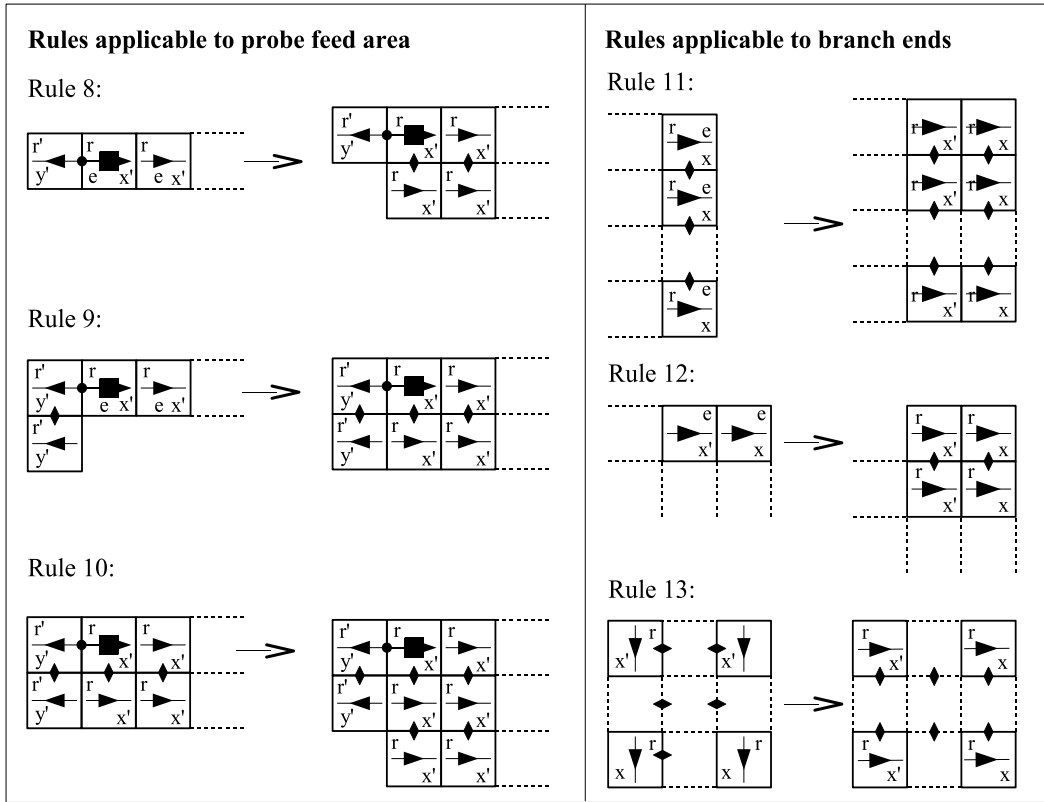 Rules applicable to probe feed area
Rule 8:
r' r r
y' e x' e x'
r' r r
y' x' x'
r r
x' x'
Rule 9:
r' r r
y' e x' e x'
r'
y'
r' r r
y' x' x'
r' r r
y' x' x'
Rule 10:
r' r r
y' x' x'
r' r r
y' x' x'
r' r r
y' x' x'
r' r r
y' x' x'
r r
x' x'
Rules applicable to branch ends
Rule 11:
r e
x
r e
x
r e
x
r r
x' x
r r
x' x
r r
x' x
Rule 12:
e e
x' x
r r
x' x
r r
x' x
Rule 13:
r
x' x'
r r
x x
r r
x' x
r r
x' x